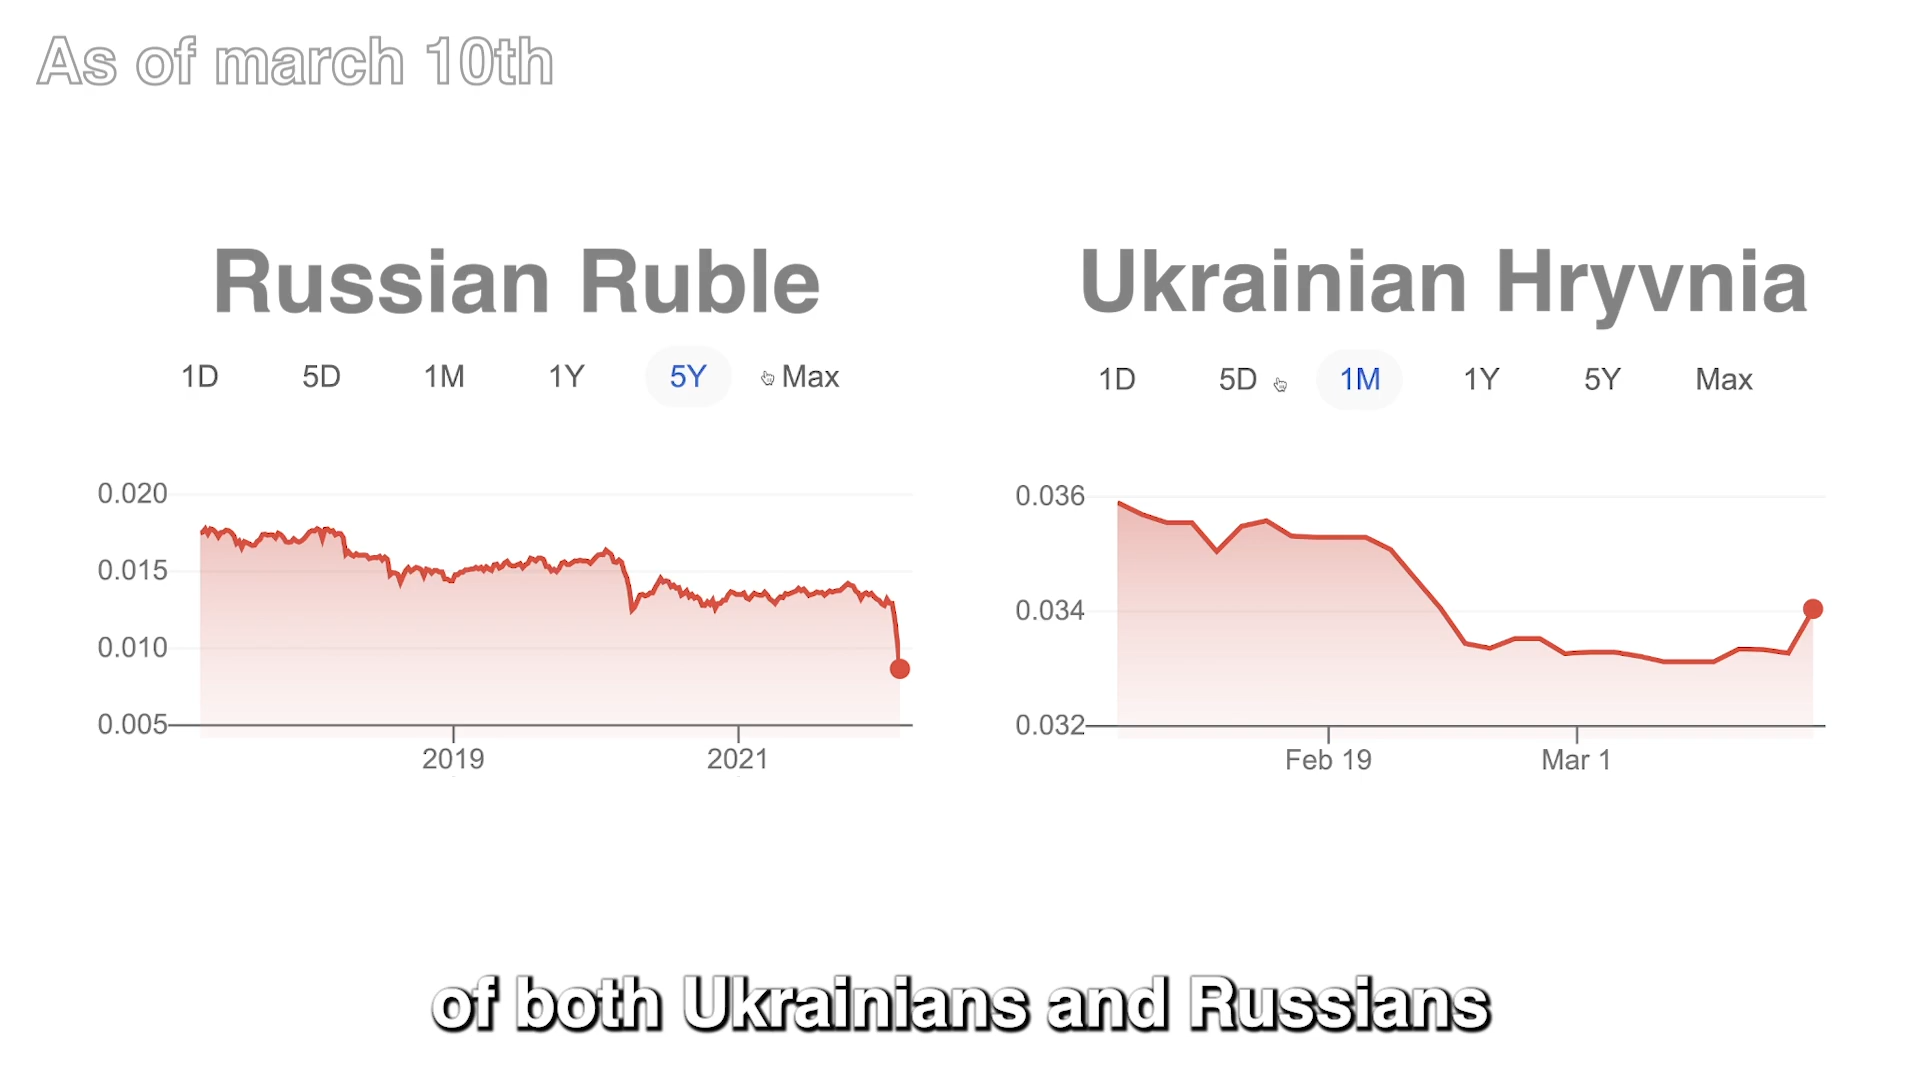 As of march 10th
Russian Ruble
1D 5D 1M 1Y 5Y Max
0.020
0.015
0.010
0.005
2019 2021
Ukrainian Hryvnia
1D 5D 1M 1Y 5Y Max
0.036
0.034
0.032
Feb 19 Mar 1
of both Ukrainians and Russians